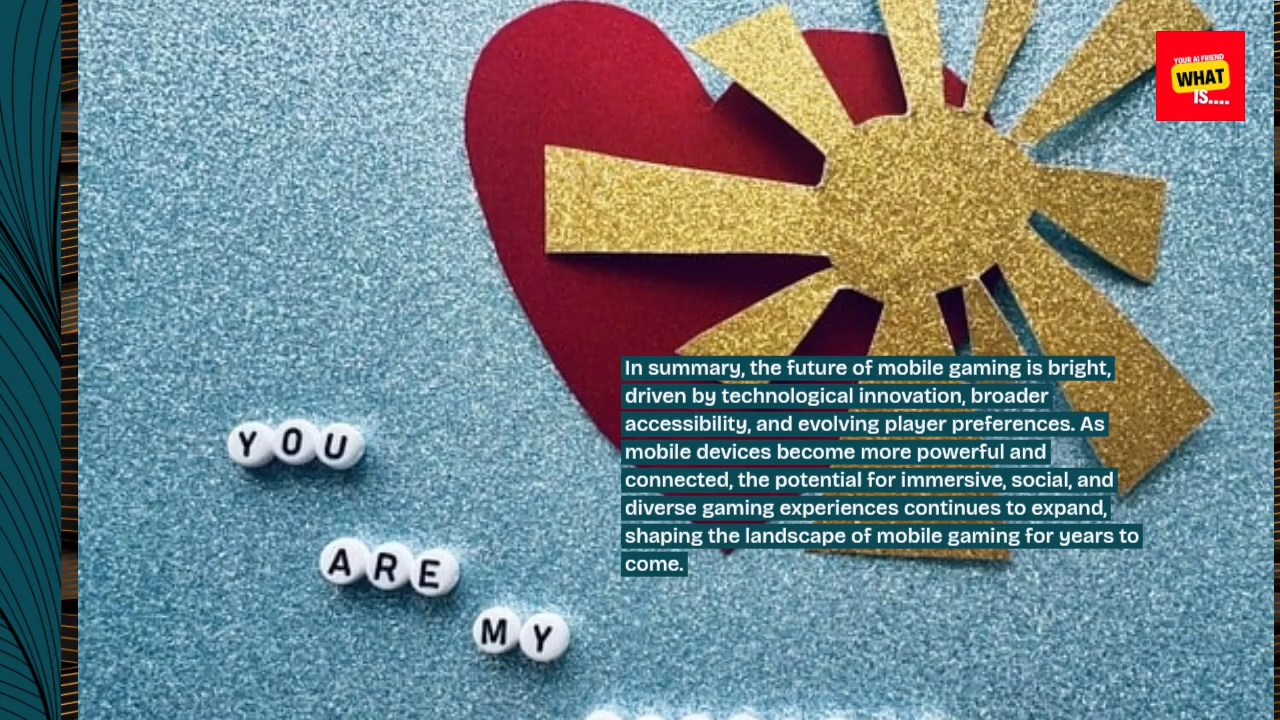 YOUR AI FRIEND
WHAT
IS....
In summary, the future of mobile gaming is bright,
driven by technological innovation, broader
accessibility, and evolving player preferences. As
mobile devices become more powerful and
connected, the potential for immersive, social, and
diverse gaming experiences continues to expand,
shaping the landscape of mobile gaming for years to
come.
YOU
ARE
MY